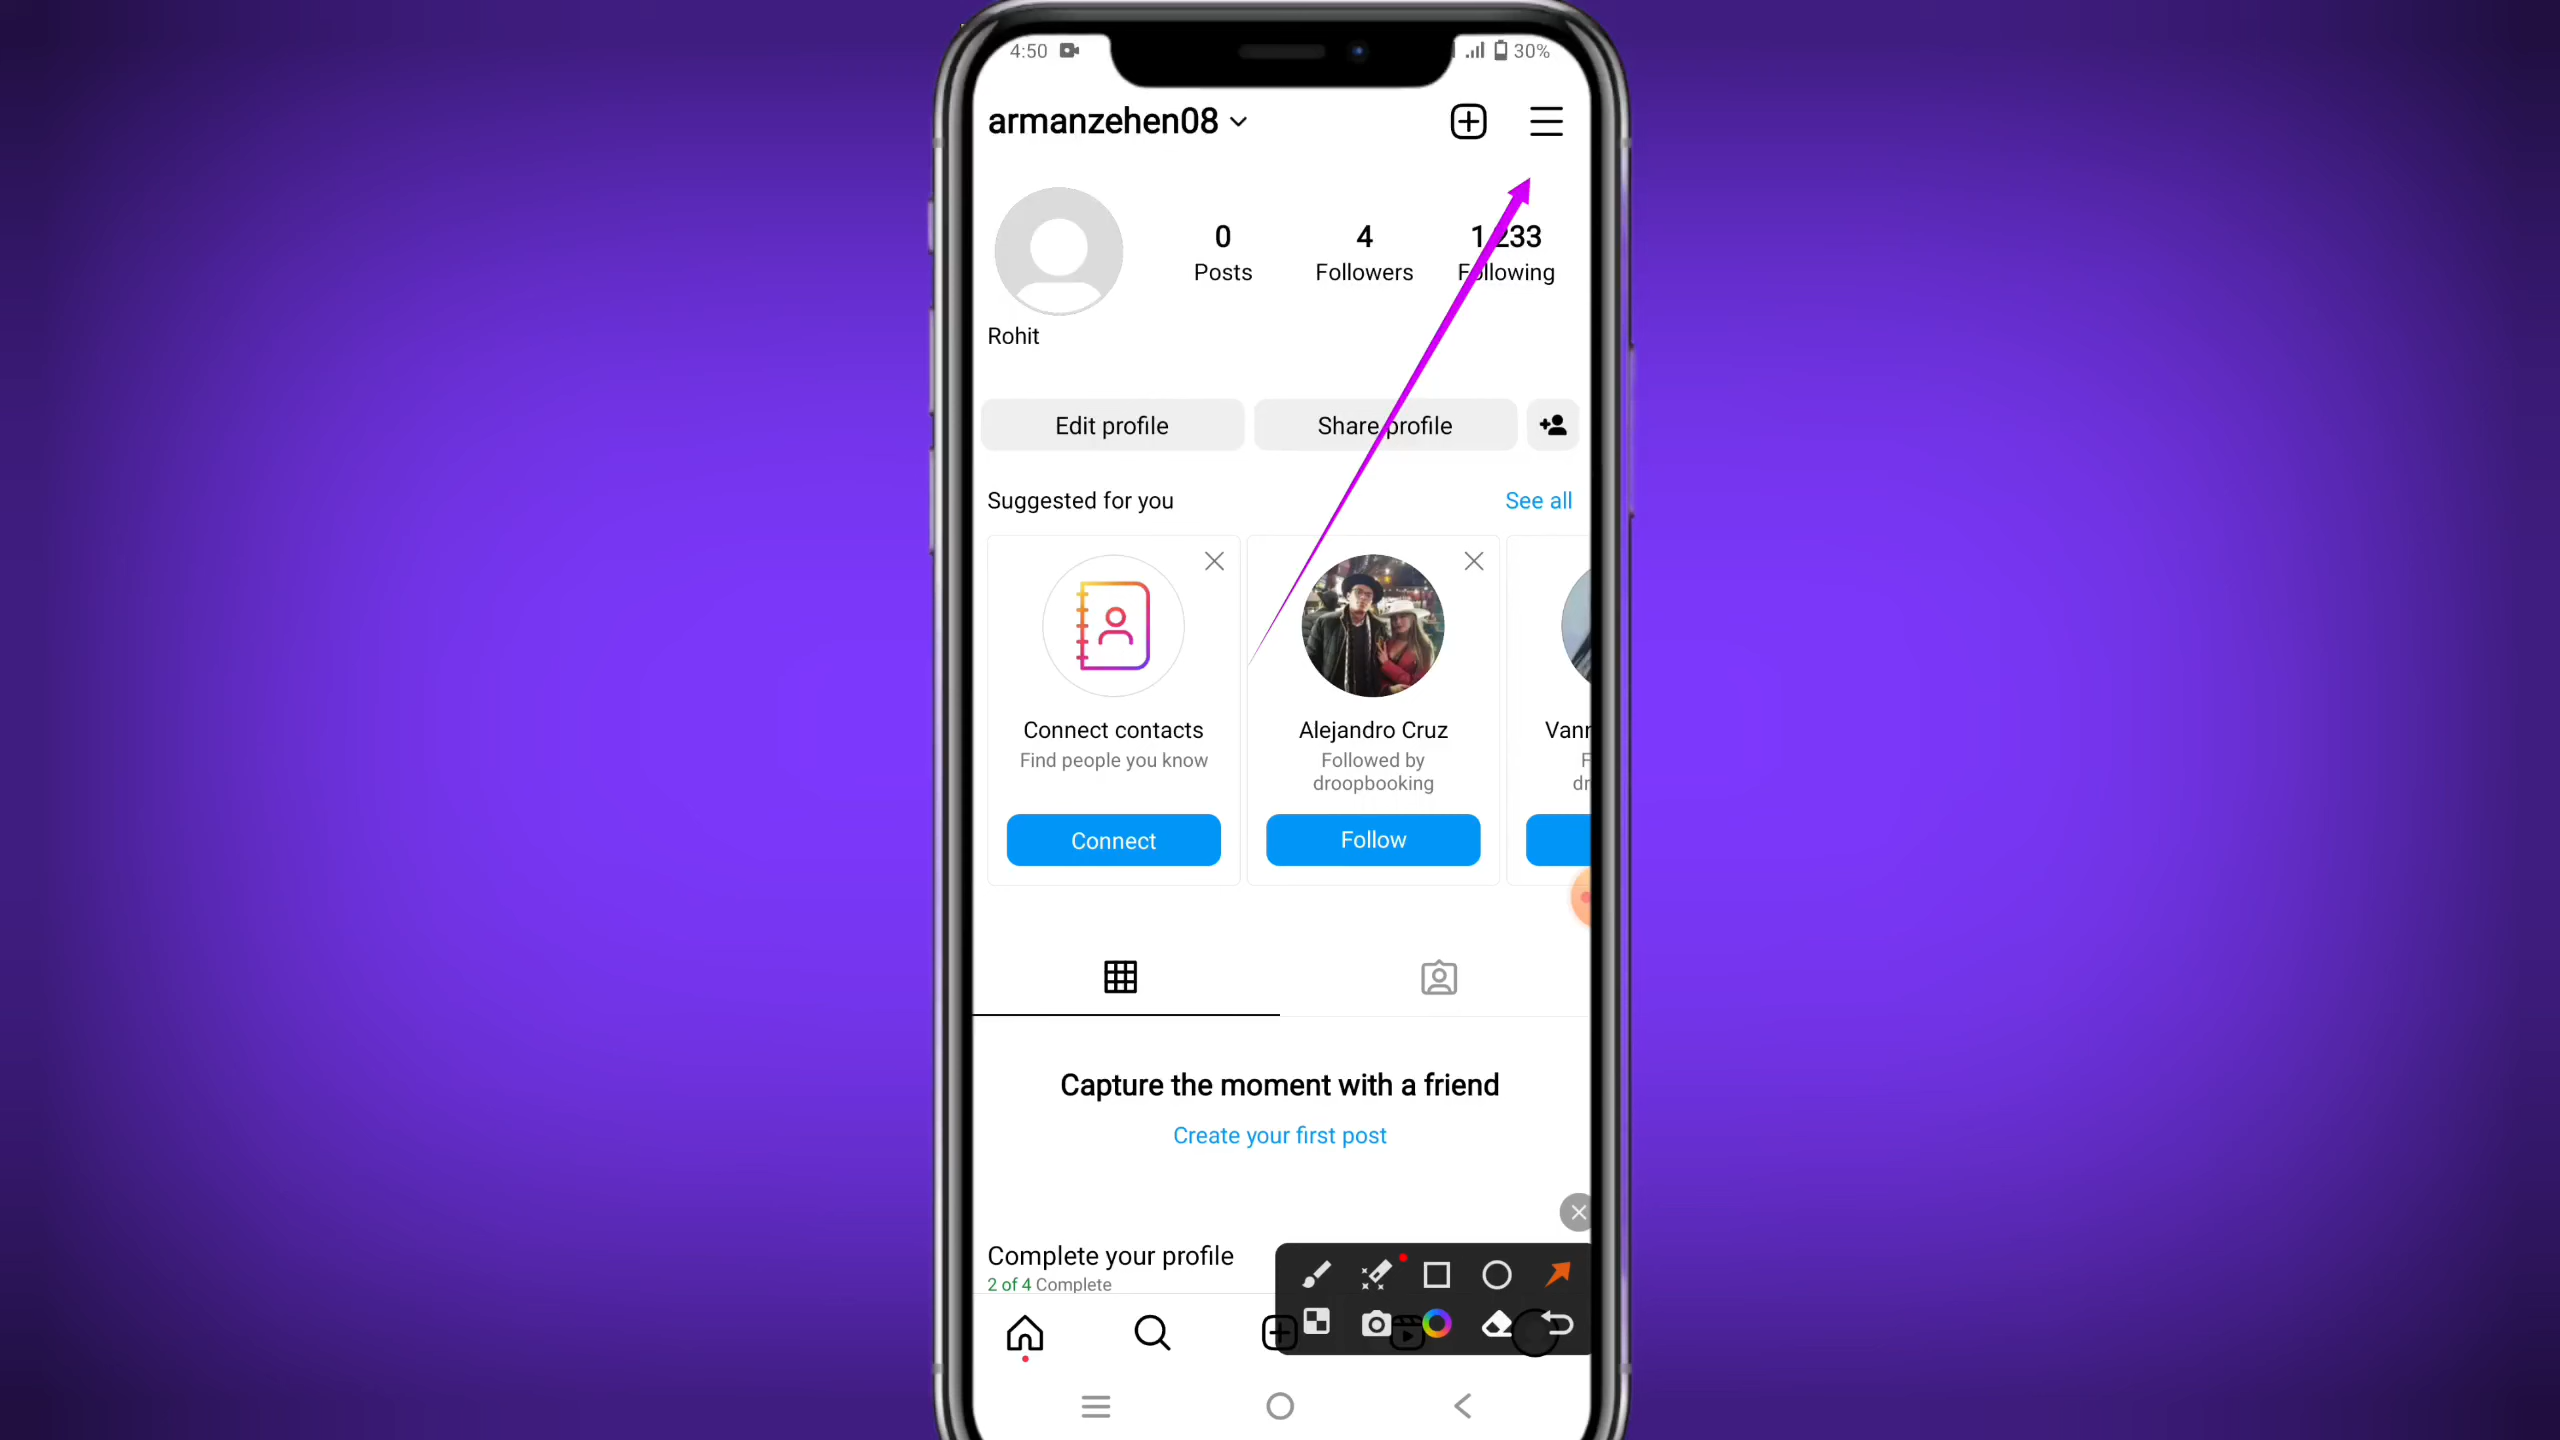 4:50
30%
armanzehen08
0
4
1,233
Posts
Followers
Following
Rohit
Edit profile
Share profile
Suggested for you
See all
Connect contacts
Find people you know
Connect
Alejandro Cruz
Followed by
droopbooking
Follow
Capture the moment with a friend
Create your first post
Complete your profile
2 of 4 Complete